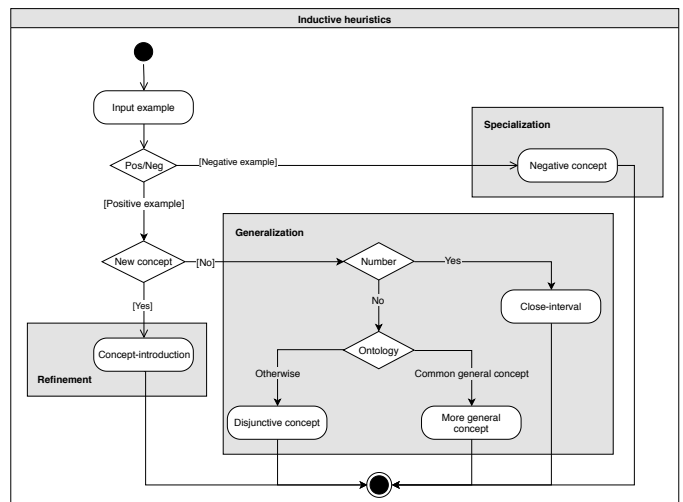 Inductive heuristics
Input example
Specialization
Pos/Neg
[Negative example]
Negative concept
[Positive example]
Generalization
New concept
[No]
Number
Yes
[Yes]
No
Close-interval
Concept-introduction
Ontology
Refinement
Otherwise
Common general concept
Disjunctive concept
More general
concept